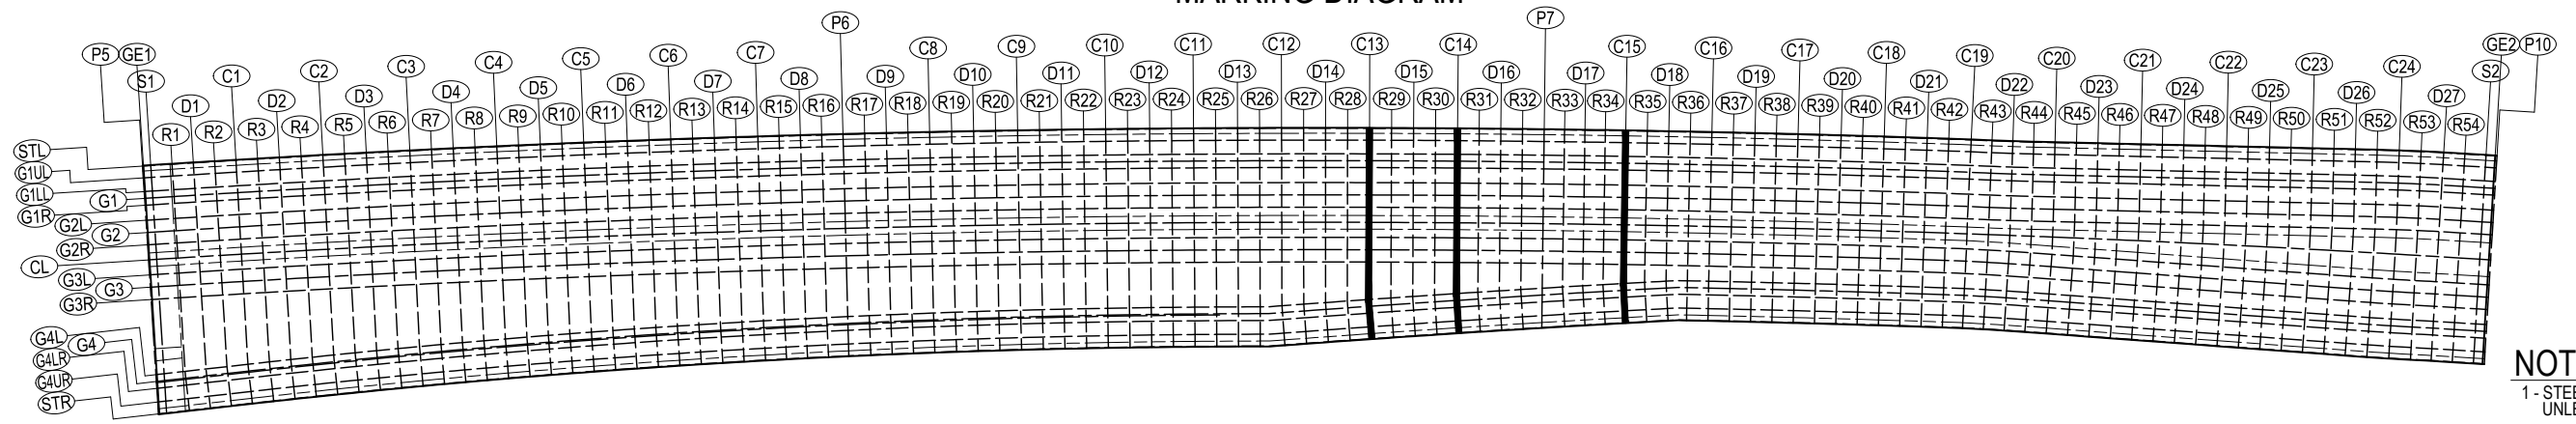 MARKING DIAGRAM
P5 GE1 P6 P7 GE2 P10
S1 C1 C2 C3 C4 C5 C6 C7 C8 C9 C10 C11 C12 C13 C14 C15 C16 C17 C18 C19 C20 C21 C22 C23 C24 S2
D1 D2 D3 D4 D5 D6 D7 D8 D9 D10 D11 D12 D13 D14 D15 D16 D17 D18 D19 D20 D21 D22 D23 D24 D25 D26 D27
R1 R2 R3 R4 R5 R6 R7 R8 R9 R10 R11 R12 R13 R14 R15 R16 R17 R18 R19 R20 R21 R22 R23 R24 R25 R26 R27 R28 R29 R30 R31 R32 R33 R34 R35 R36 R37 R38 R39 R40 R41 R42 R43 R44 R45 R46 R47 R48 R49 R50 R51 R52 R53 R54
STL
G1UL
G1LL
G1
G1R
G2L
G2
G2R
CL
G3L
G3
G3R
G4L
G4
G4LR
G4UR
STR
NOT
1 - STEE
UNLE